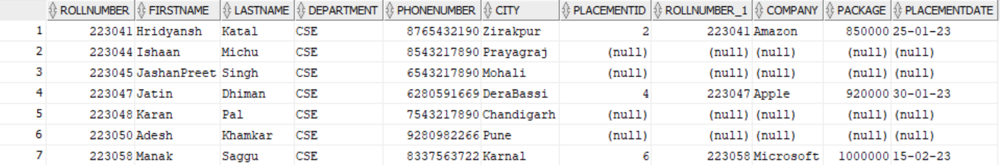 ROLLNUMBER FIRSTNAME LASTNAME DEPARTMENT PHONENUMBER CITY PLACEMENTID ROLLNUMBER_1 COMPANY PACKAGE PLACEMENTDATE
1 223041 Hridyansh Katal CSE 8765432190 Zirakpur 2 223041 Amazon 850000 25-01-23
2 223044 Ishaan Michu CSE 8543217890 Prayagraj (null) (null) (null) (null) (null)
3 223045 JashanPreet Singh CSE 6543217890 Mohali (null) (null) (null) (null) (null)
4 223047 Jatin Dhiman CSE 6280591669 DeraBassi 4 223047 Apple 920000 30-01-23
5 223048 Karan Pal CSE 7543217890 Chandigarh (null) (null) (null) (null) (null)
6 223050 Adesh Khamkar CSE 9280982266 Pune (null) (null) (null) (null) (null)
7 223058 Manak Saggu CSE 8337563722 Karnal 6 223058 Microsoft 1000000 15-02-23